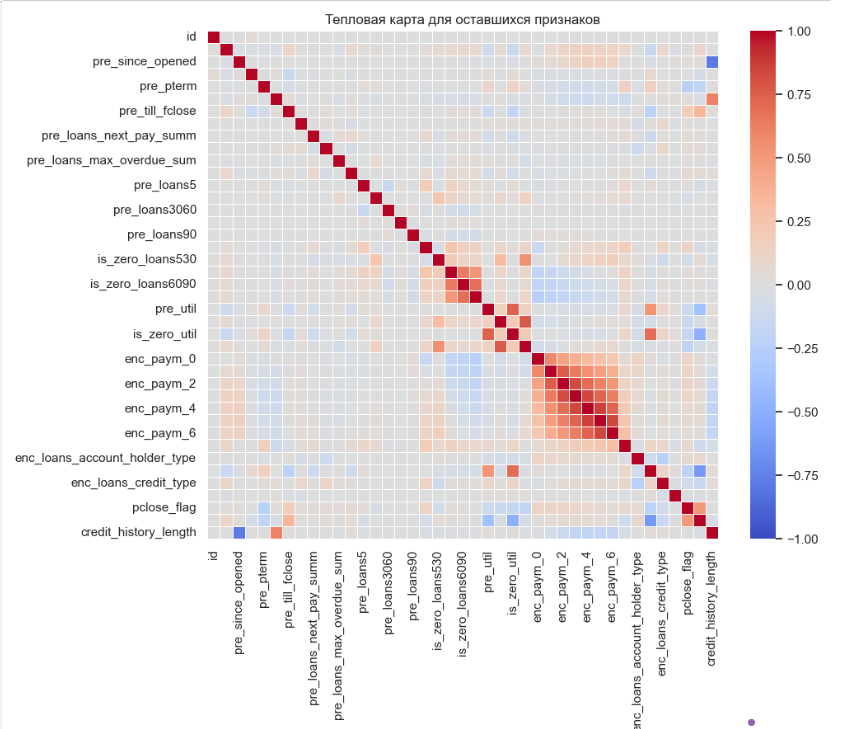 Тепловая карта для оставшихся признаков
id
pre_since_opened
pre_pterm
pre_till_fclose
pre_loans_next_pay_summ
pre_loans_max_overdue_sum
pre_loans5
pre_loans3060
pre_loans90
is_zero_loans530
is_zero_loans6090
pre_util
is_zero_util
enc_paym_0
enc_paym_2
enc_paym_4
enc_paym_6
enc_loans_account_holder_type
enc_loans_credit_type
pclose_flag
credit_history_length
1.00
0.75
0.50
0.25
0.00
−0.25
−0.50
−0.75
−1.00
id
pre_since_opened
pre_pterm
pre_till_fclose
pre_loans_next_pay_summ
pre_loans_max_overdue_sum
pre_loans5
pre_loans3060
pre_loans90
is_zero_loans530
is_zero_loans6090
pre_util
is_zero_util
enc_paym_0
enc_paym_2
enc_paym_4
enc_paym_6
enc_loans_account_holder_type
enc_loans_credit_type
pclose_flag
credit_history_length